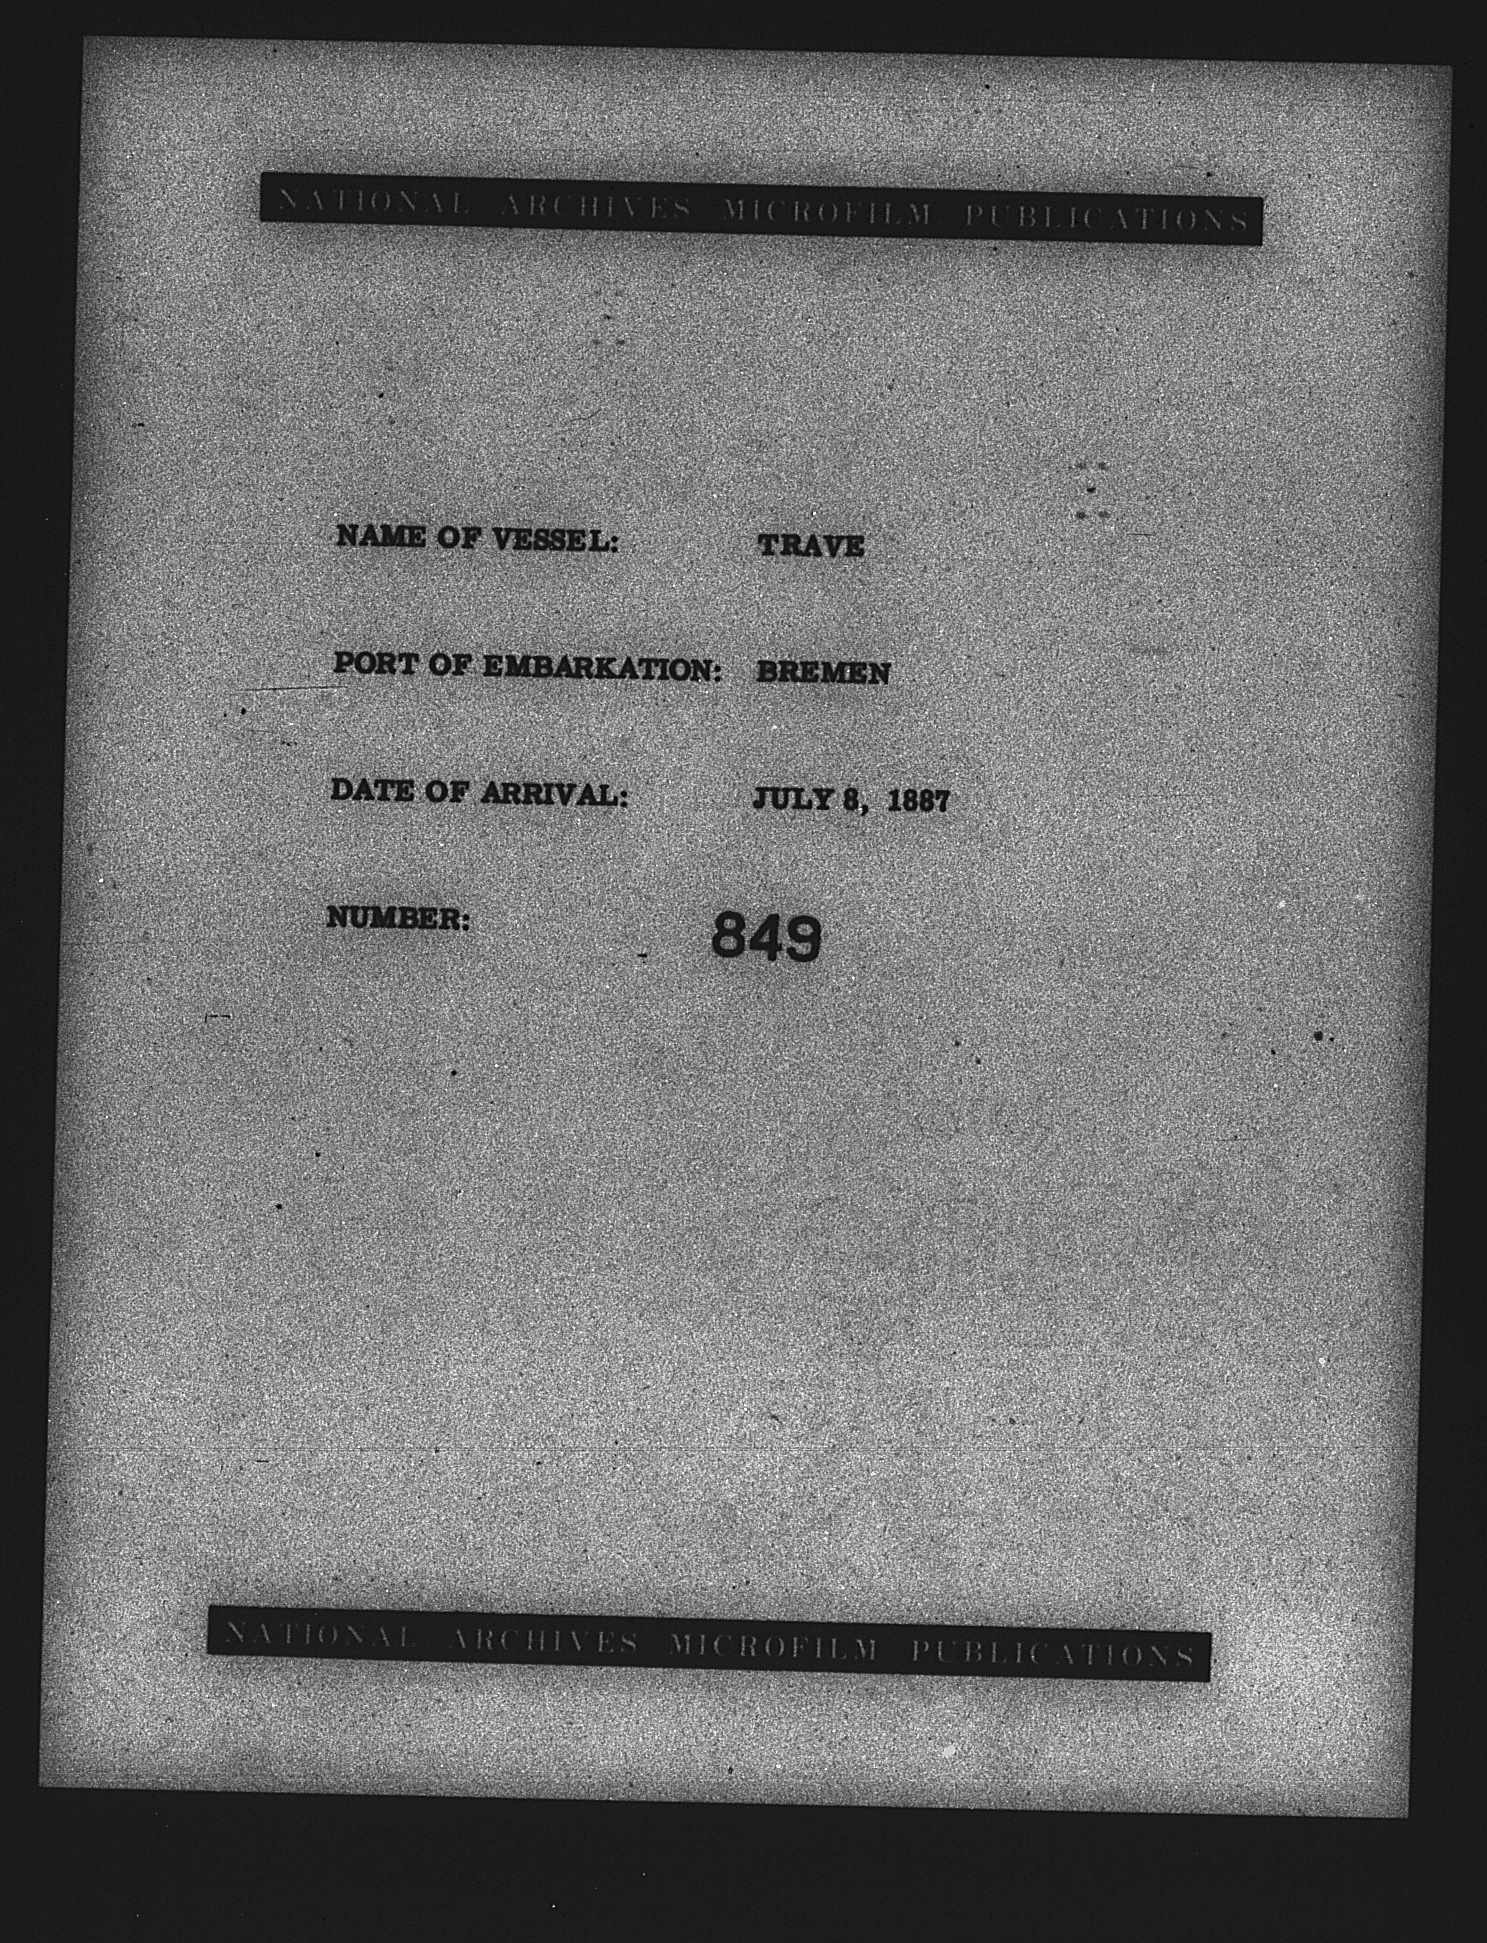 NATIONAL ARCHIVES MICROFILM PUBLICATIONS
NAME OF VESSEL: TRAVE
PORT OF EMBARKATION: BREMEN
DATE OF ARRIVAL: JULY 8, 1887
NUMBER: 849
NATIONAL ARCHIVES MICROFILM PUBLICATIONS